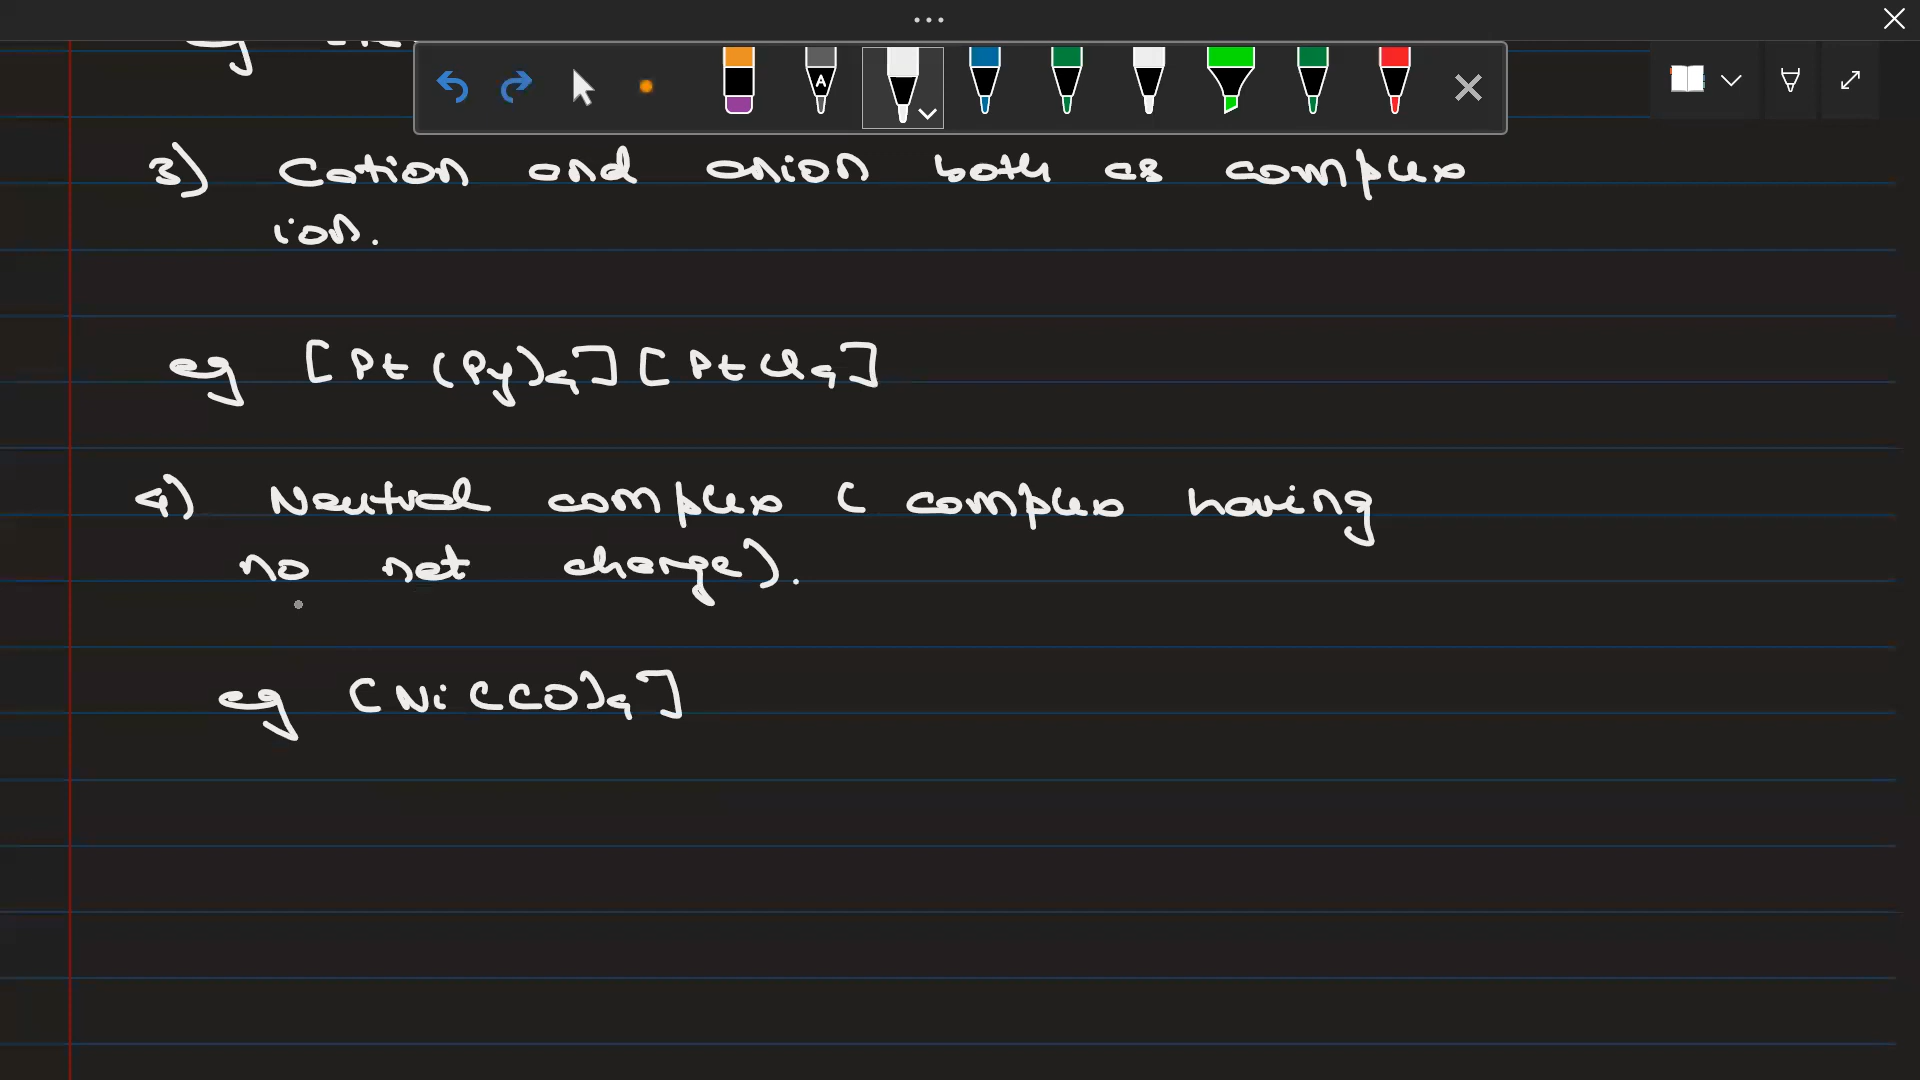 eg
3) Cation and anion both as complex
ion.
eg [Pt(Py)4][PtCl4]
4) Neutral complex (complex having
no net charge).
eg [Ni(CO)4]